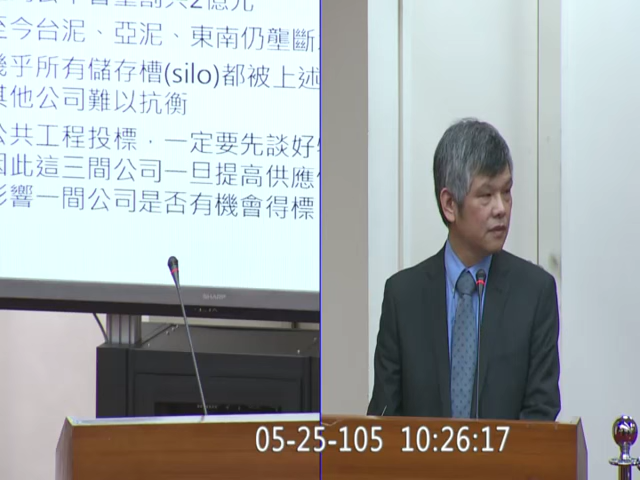 至今台泥、亞泥、東南仍壟斷
幾乎所有儲存槽(silo)都被上述
其他公司難以抗衡
公共工程投標，一定要先談好
因此這三間公司一旦提高供應
影響一間公司是否有機會得標
SHARP
05-25-105 10:26:17